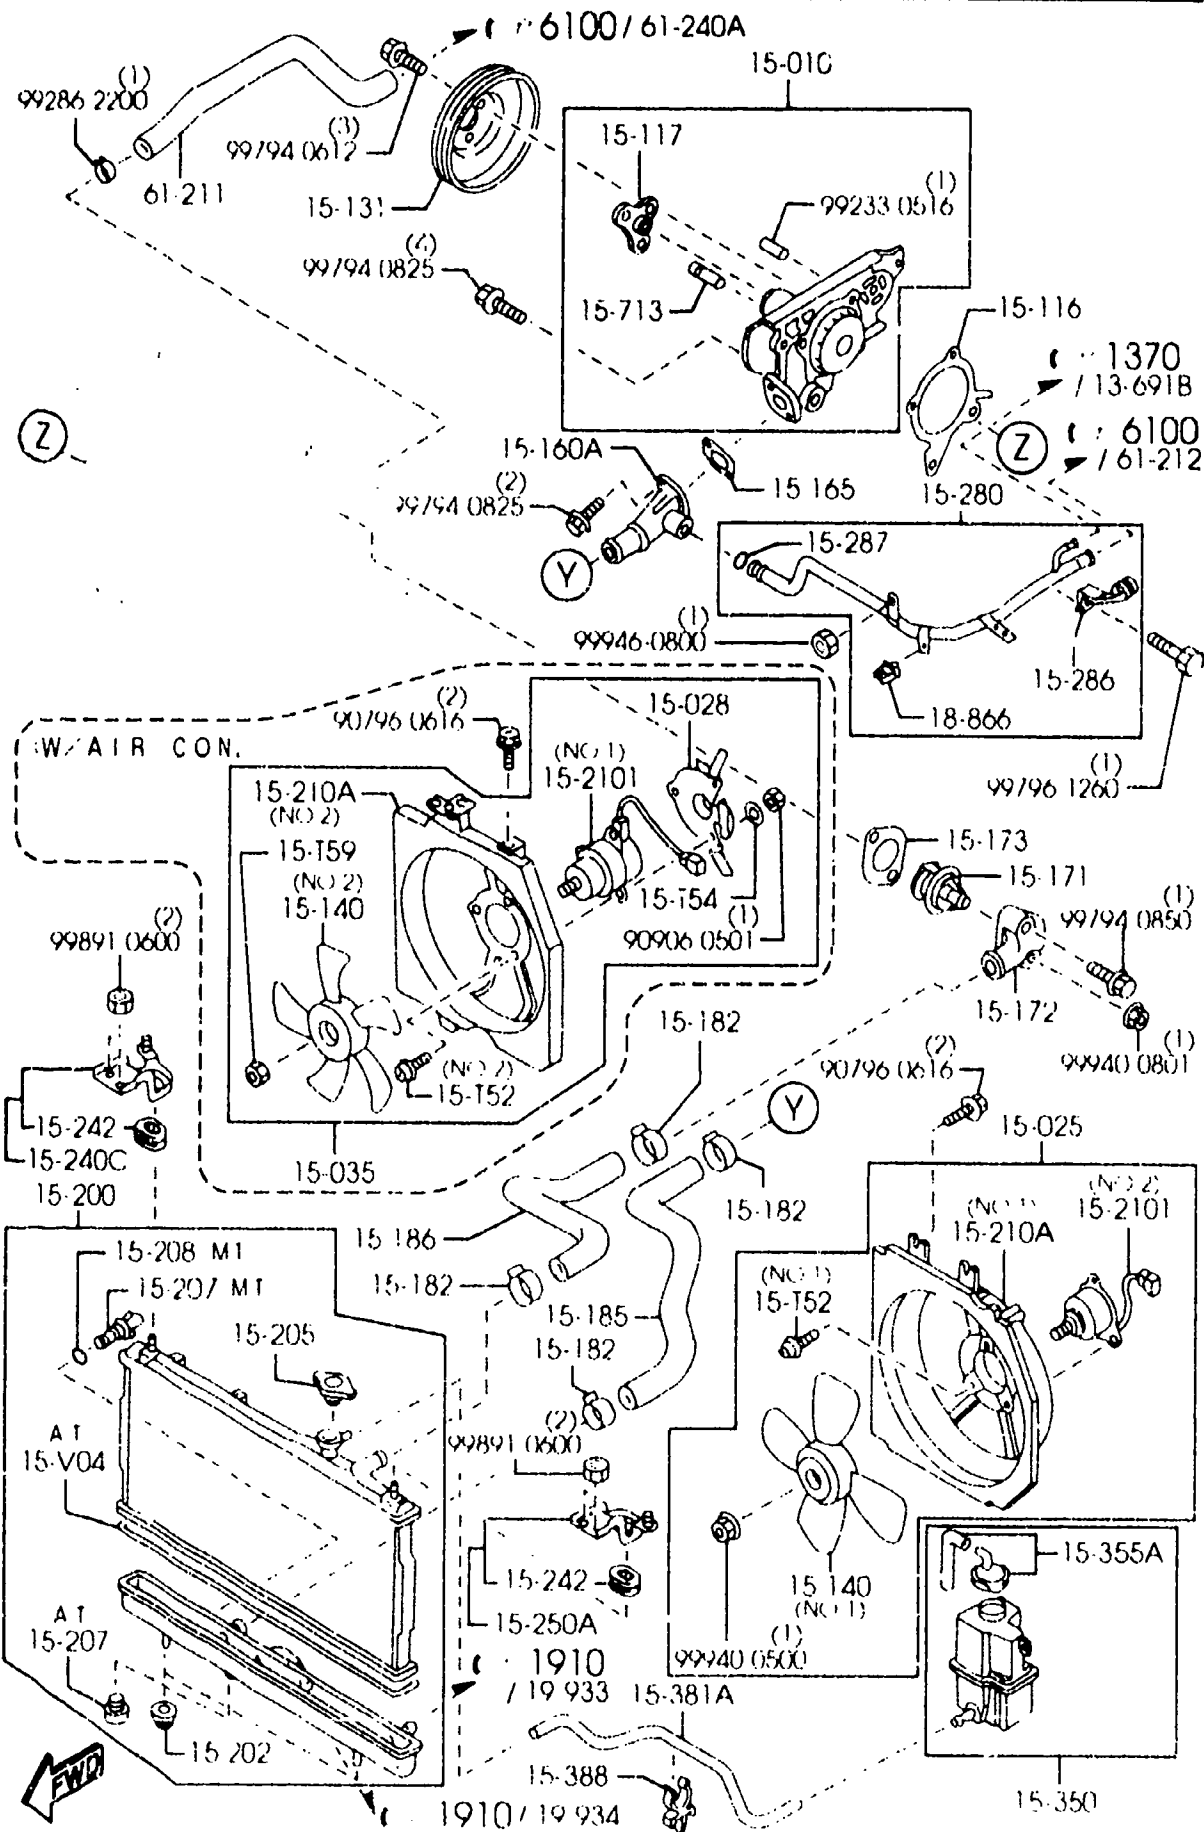 6100 / 61-240A
15-010
(1)
99286 2200
(3)
99794 0612
15-117
61-211
15-131
(1)
99233 0516
(4)
99794 0825
15-713
15-116
1370
/ 13-691B
Z
Z
6100
/ 61-212
15-160A
15-165
(2)
99794 0825
15-280
Y
15-287
(1)
99946-0800
15-286
18-866
(2)
90796 0616
15-028
W/AIR CON.
(NO.1)
15-2101
(1)
99796 1260
15-210A
(NO.2)
15-173
15-T59
15-171
(NO.2)
15-140
15-T54
(1)
99794 0850
(2)
99891 0600
(1)
90906 0501
15-172
15-182
(2)
90796 0616
(1)
99940 0801
(NO.2)
15-T52
Y
15-242
15-025
15-240C
15-035
15-200
15-182
(NO.2)
15-2101
(NO.1)
15-210A
15-186
15-208 MT
15-207 MT
15-182
(NO.1)
15-T52
15-205
15-185
15-182
AT
15-V04
(2)
99891 0600
15-355A
15-242
15-140
(NO.1)
AT
15-207
15-250A
(1)
99940 0500
1910
/ 19 933
15-381A
15-202
15-388
15-350
FWD
1910 / 19 934